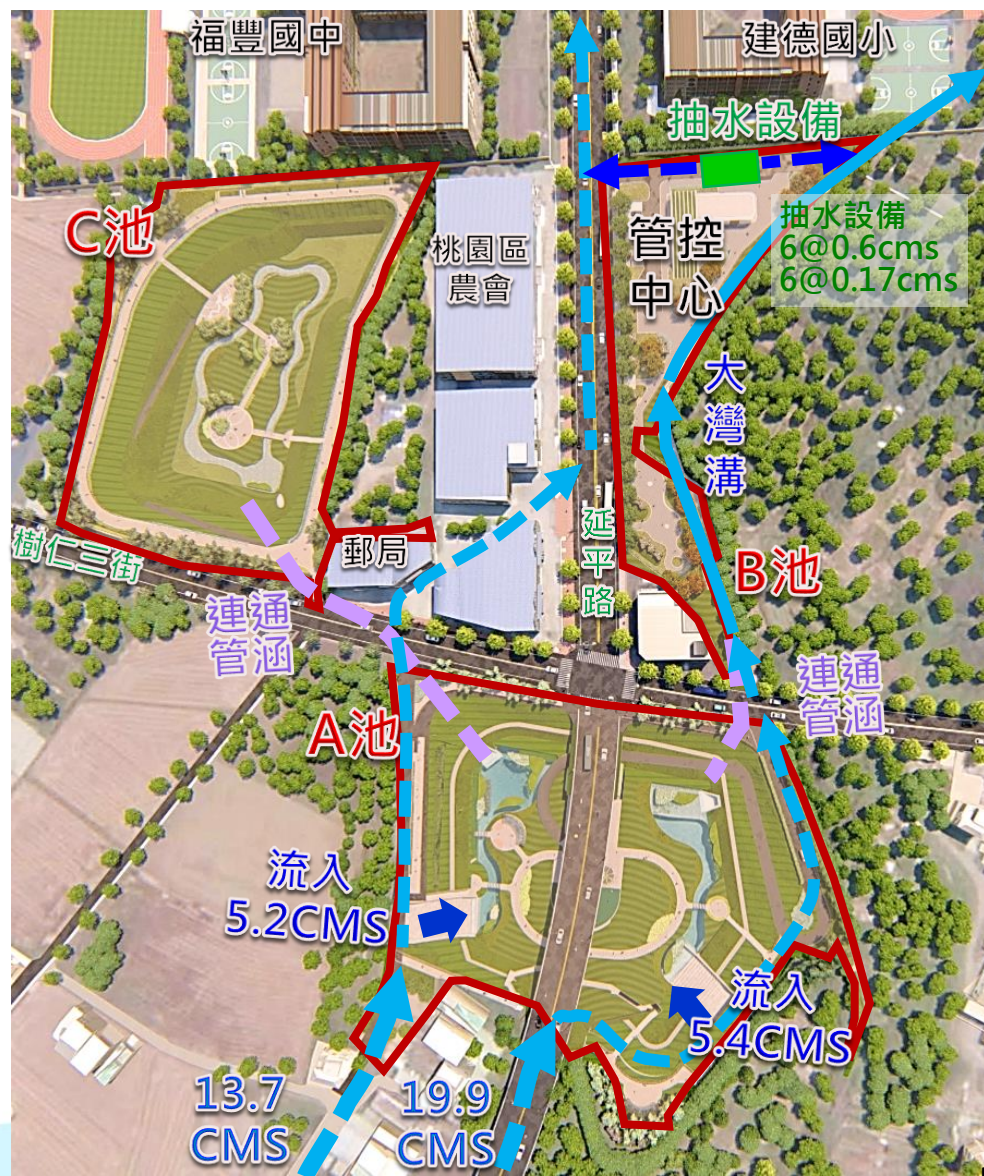 福豐國中
建德國小
抽水設備
C池
桃園區
農會
管控
中心
抽水設備
6@0.6cms
6@0.17cms
大灣溝
樹仁三街
郵局
延平路
B池
連通
管涵
連通
管涵
A池
流入
5.2CMS
流入
5.4CMS
13.7
CMS
19.9
CMS